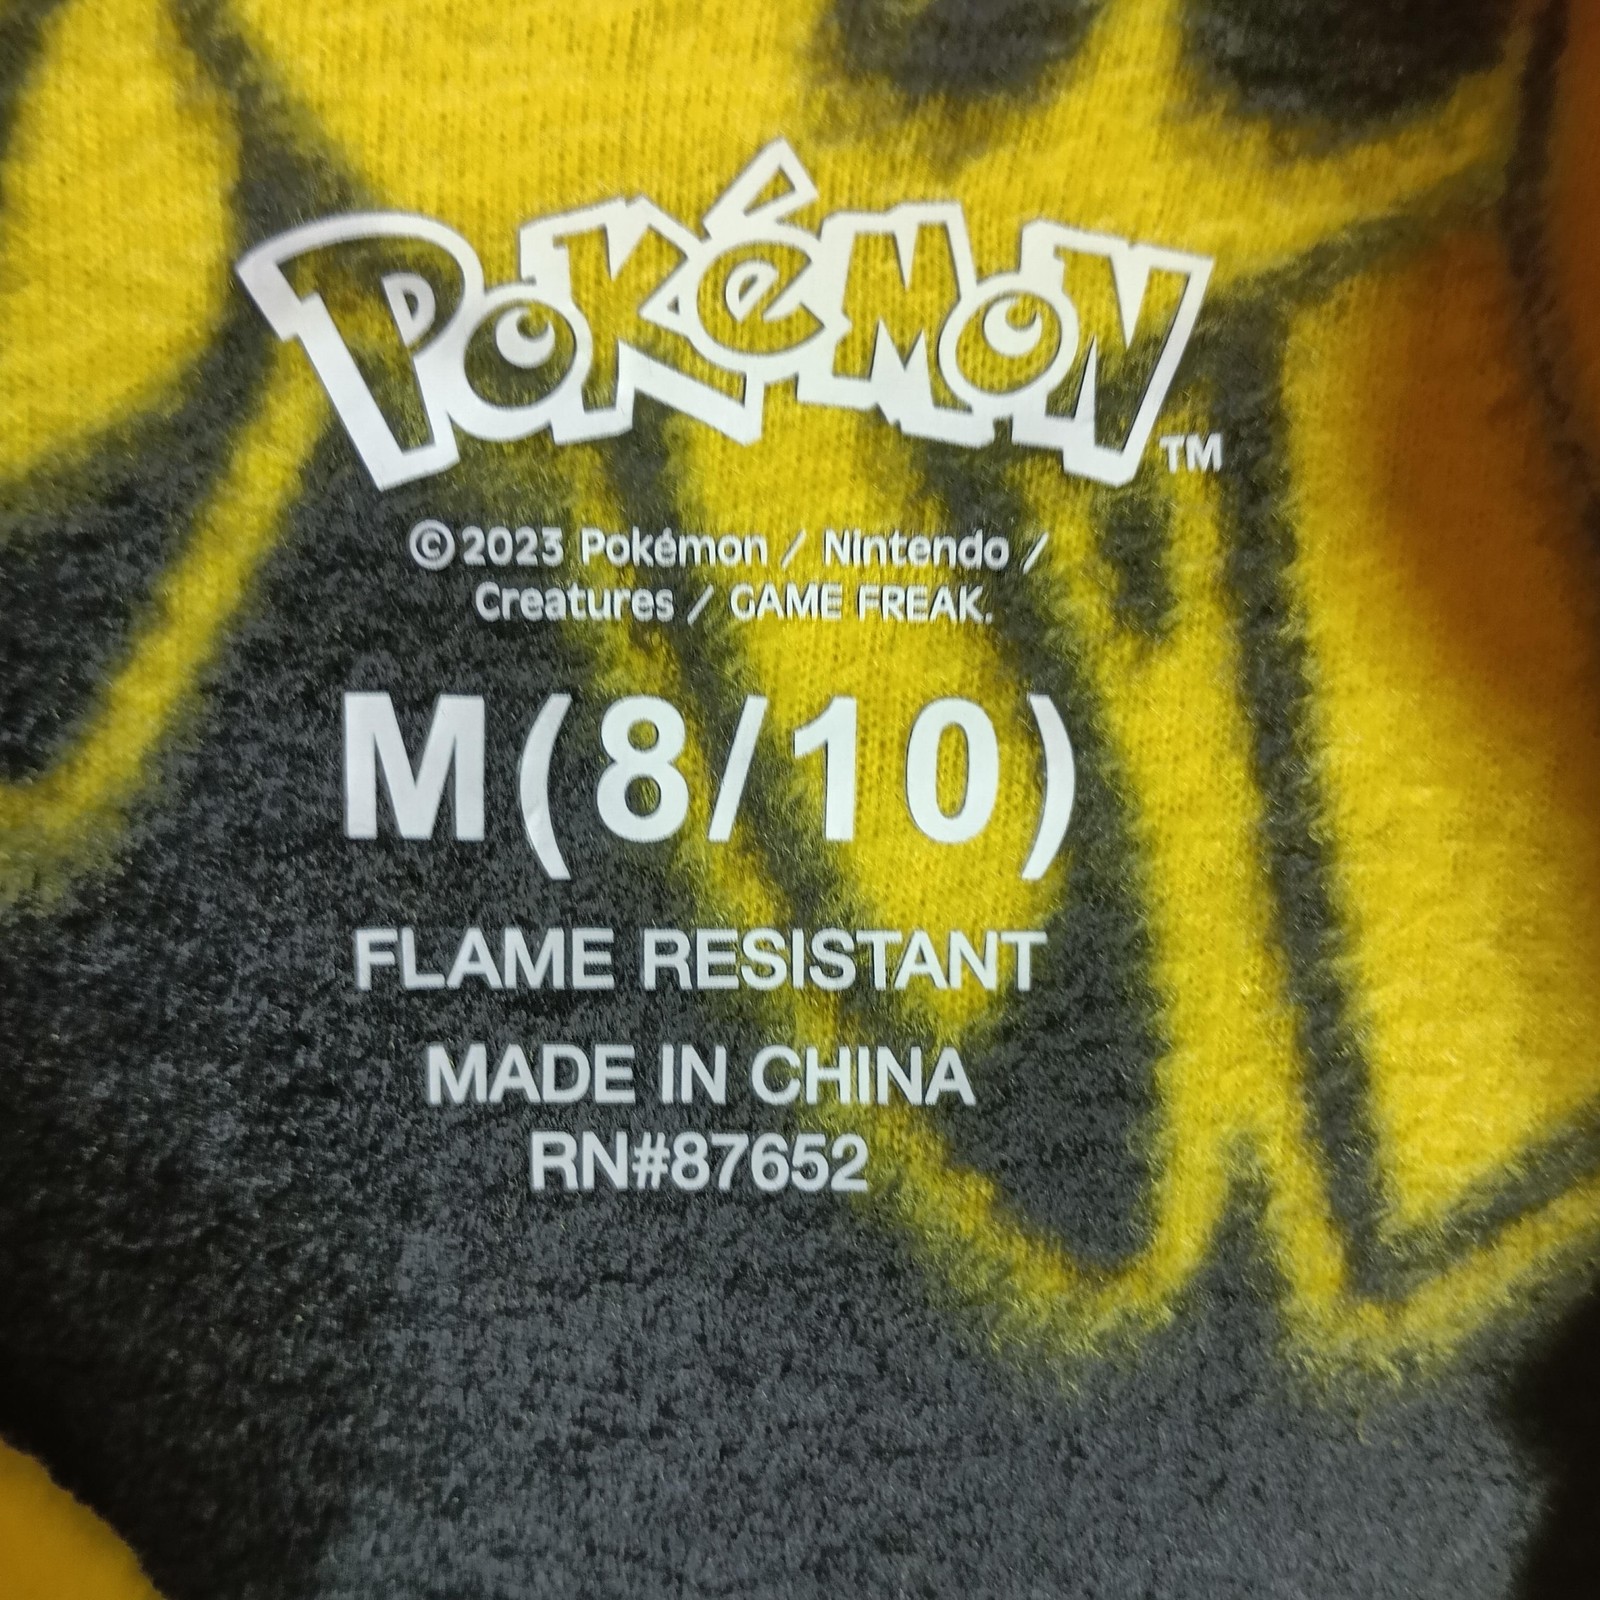 POKéMON™
©2023 Pokémon / Nintendo /
Creatures / GAME FREAK.
M(8/10)
FLAME RESISTANT
MADE IN CHINA
RN#87652